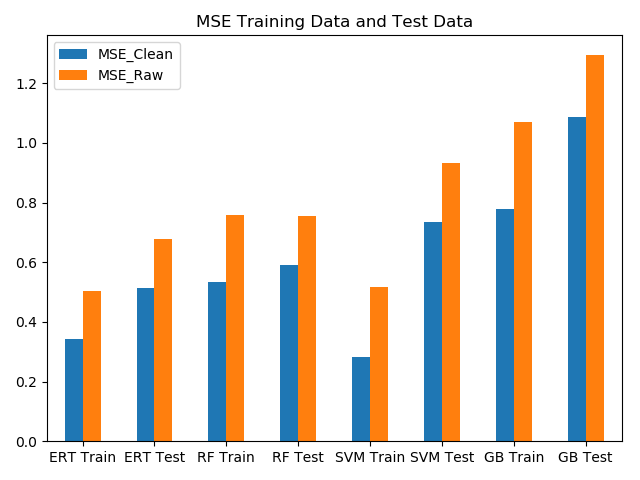 MSE Training Data and Test Data
MSE_Clean
MSE_Raw
1.2
1.0
0.8
0.6
0.4
0.2
0.0
ERT Train ERT Test RF Train RF Test SVM Train SVM Test GB Train GB Test